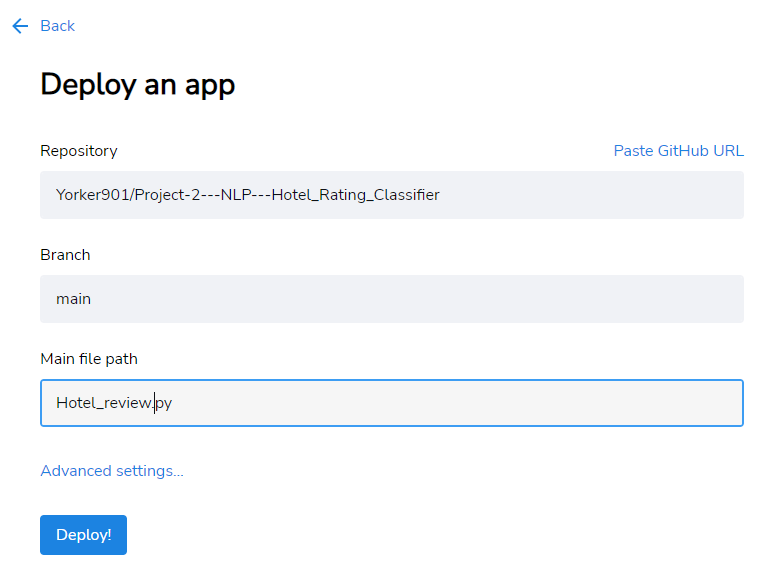 Back
Deploy an app
Repository
Paste GitHub URL
Yorker901/Project-2---NLP---Hotel_Rating_Classifier
Branch
main
Main file path
Hotel_review.py
Advanced settings...
Deploy!